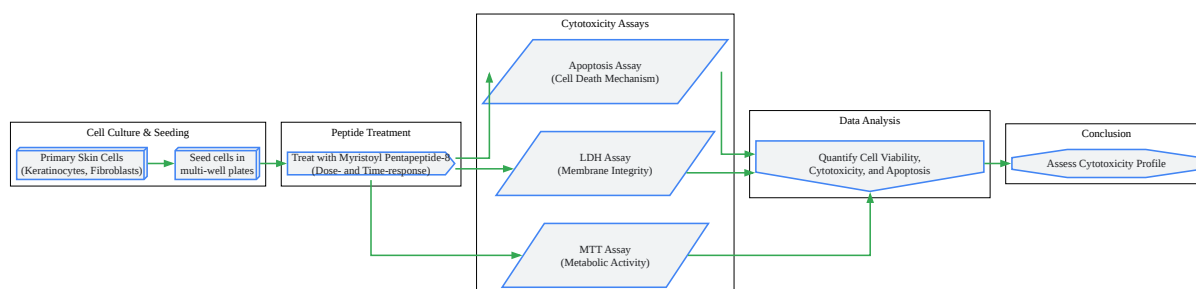 Cell Culture & Seeding
Primary Skin Cells
(Keratinocytes, Fibroblasts)
Seed cells in
multi-well plates
Peptide Treatment
Treat with Myristoyl Pentapeptide-8
(Dose- and Time-response)
Cytotoxicity Assays
Apoptosis Assay
(Cell Death Mechanism)
LDH Assay
(Membrane Integrity)
MTT Assay
(Metabolic Activity)
Data Analysis
Quantify Cell Viability,
Cytotoxicity, and Apoptosis
Conclusion
Assess Cytotoxicity Profile